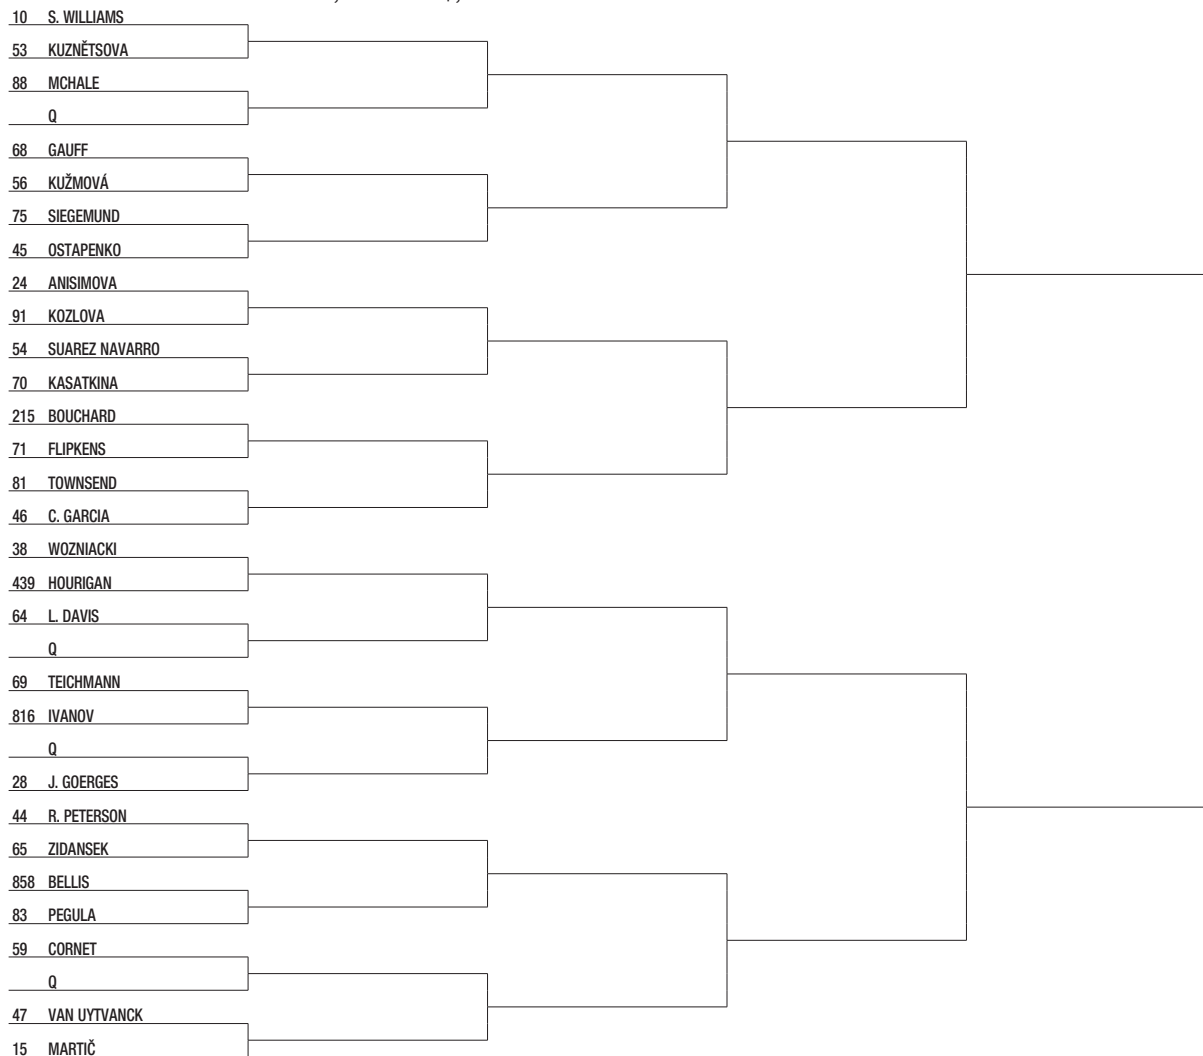 10 S. WILLIAMS
53 KUZNĚTSOVA
88 MCHALE
Q
68 GAUFF
56 KUŽMOVÁ
75 SIEGEMUND
45 OSTAPENKO
24 ANISIMOVA
91 KOZLOVA
54 SUAREZ NAVARRO
70 KASATKINA
215 BOUCHARD
71 FLIPKENS
81 TOWNSEND
46 C. GARCIA
38 WOZNIACKI
439 HOURIGAN
64 L. DAVIS
Q
69 TEICHMANN
816 IVANOV
Q
28 J. GOERGES
44 R. PETERSON
65 ZIDANSEK
858 BELLIS
83 PEGULA
59 CORNET
Q
47 VAN UYTVANCK
15 MARTIČ